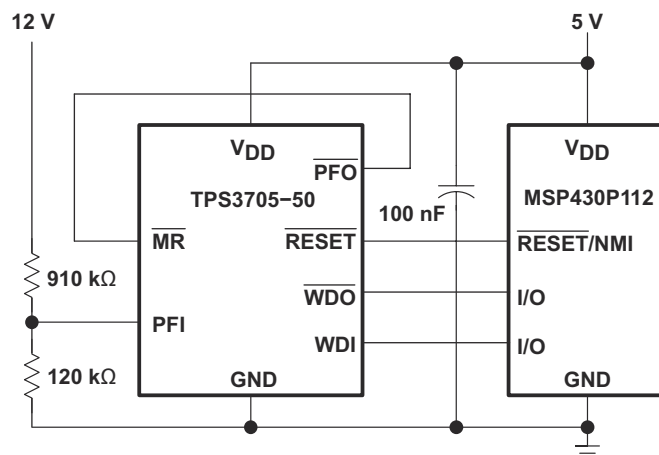 12 V
5 V
VDD
PFO
TPS3705−50
MR
RESET
WDO
PFI
WDI
GND
910 kΩ
120 kΩ
100 nF
VDD
MSP430P112
RESET/NMI
I/O
I/O
GND